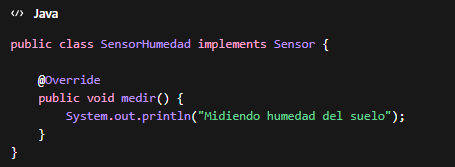 </> Java
public class SensorHumedad implements Sensor {
@Override
public void medir() {
System.out.println("Midiendo humedad del suelo");
}
}